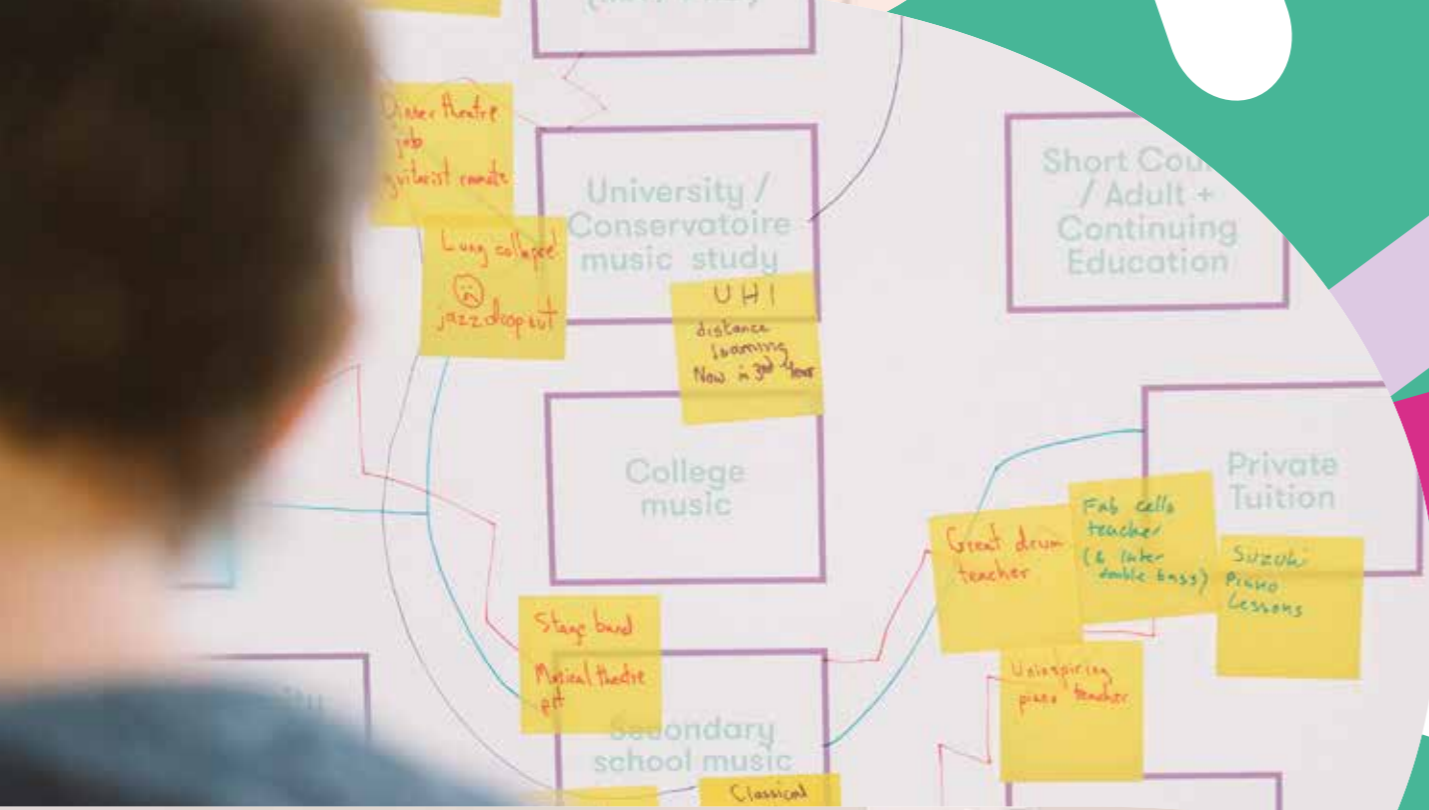 Dinner theatre
job
guitarist
University /
Conservatoire
music study
Short Cou
/ Adult +
Continuing
Education
Lung collapse!
jazz dropout
UHI
distance
learning
Now in 3rd Year
College
music
Private
Tuition
Great drum
teacher
Fab cello
teacher
(& later
double bass)
Suzuki
Piano
Lessons
Stage band
Musical theatre
pit
Uninspiring
piano teacher
Secondary
school music
Classical